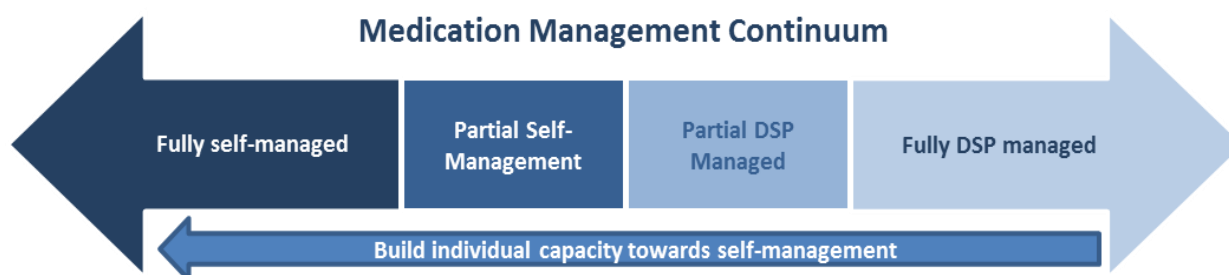 Medication Management Continuum
Fully self-managed
Partial Self-
Management
Partial DSP
Managed
Fully DSP managed
Build individual capacity towards self-management